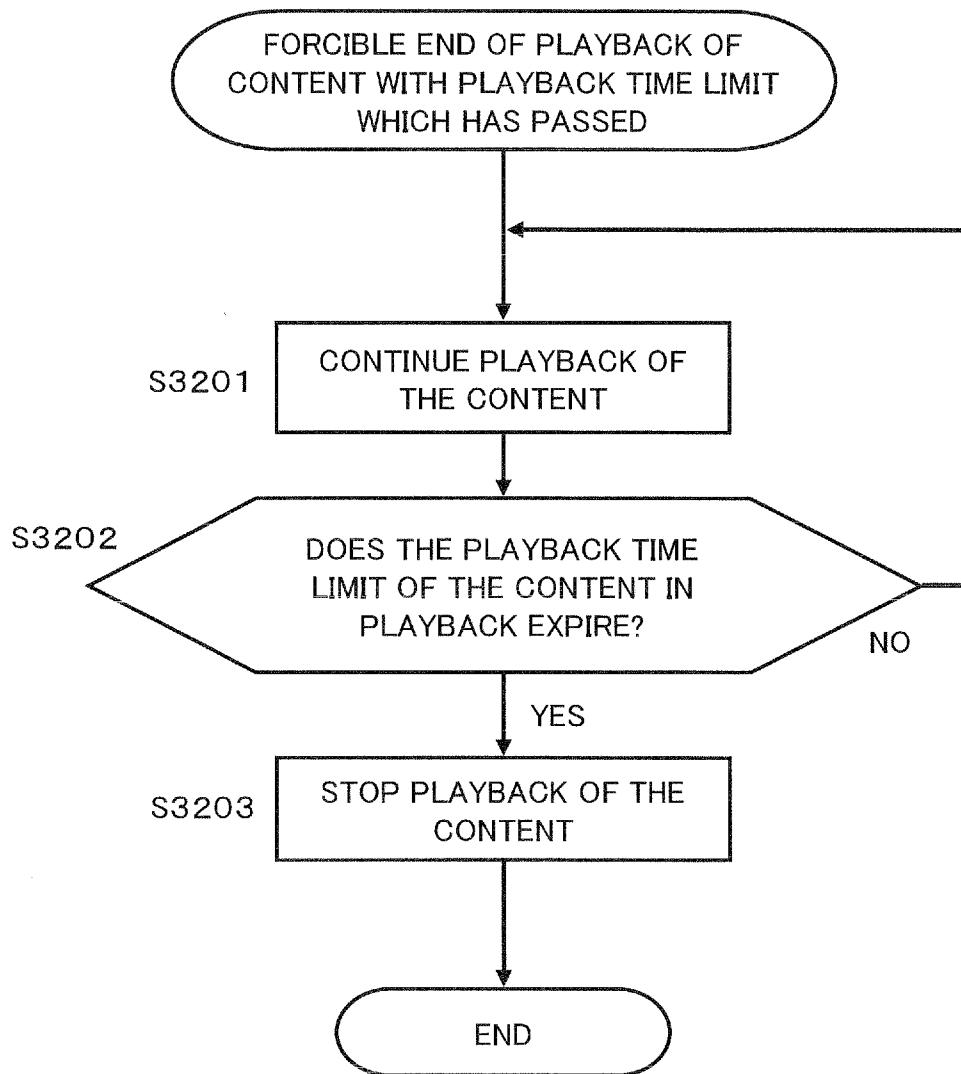 FORCIBLE END OF PLAYBACK OF
CONTENT WITH PLAYBACK TIME LIMIT
WHICH HAS PASSED
S3201
CONTINUE PLAYBACK OF
THE CONTENT
S3202
DOES THE PLAYBACK TIME
LIMIT OF THE CONTENT IN
PLAYBACK EXPIRE?
NO
YES
S3203
STOP PLAYBACK OF THE
CONTENT
END